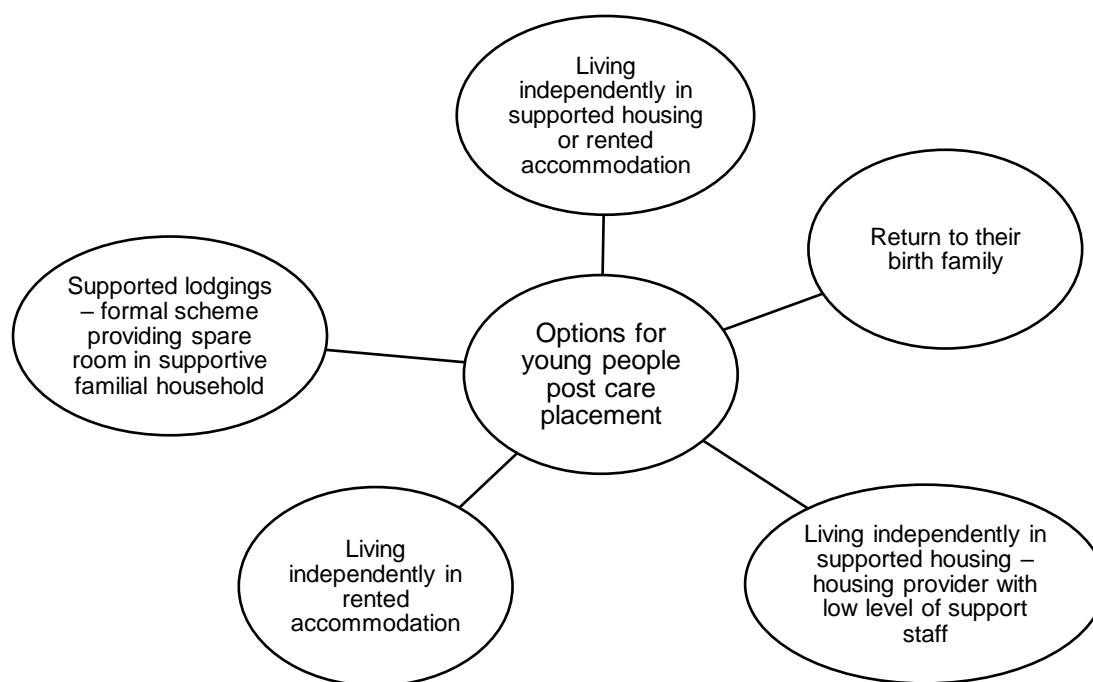 Living
independently in
supported housing
or rented
accommodation
Return to their
birth family
Supported lodgings
– formal scheme
providing spare
room in supportive
familial household
Options for
young people
post care
placement
Living
independently in
rented
accommodation
Living independently in
supported housing –
housing provider with
low level of support
staff